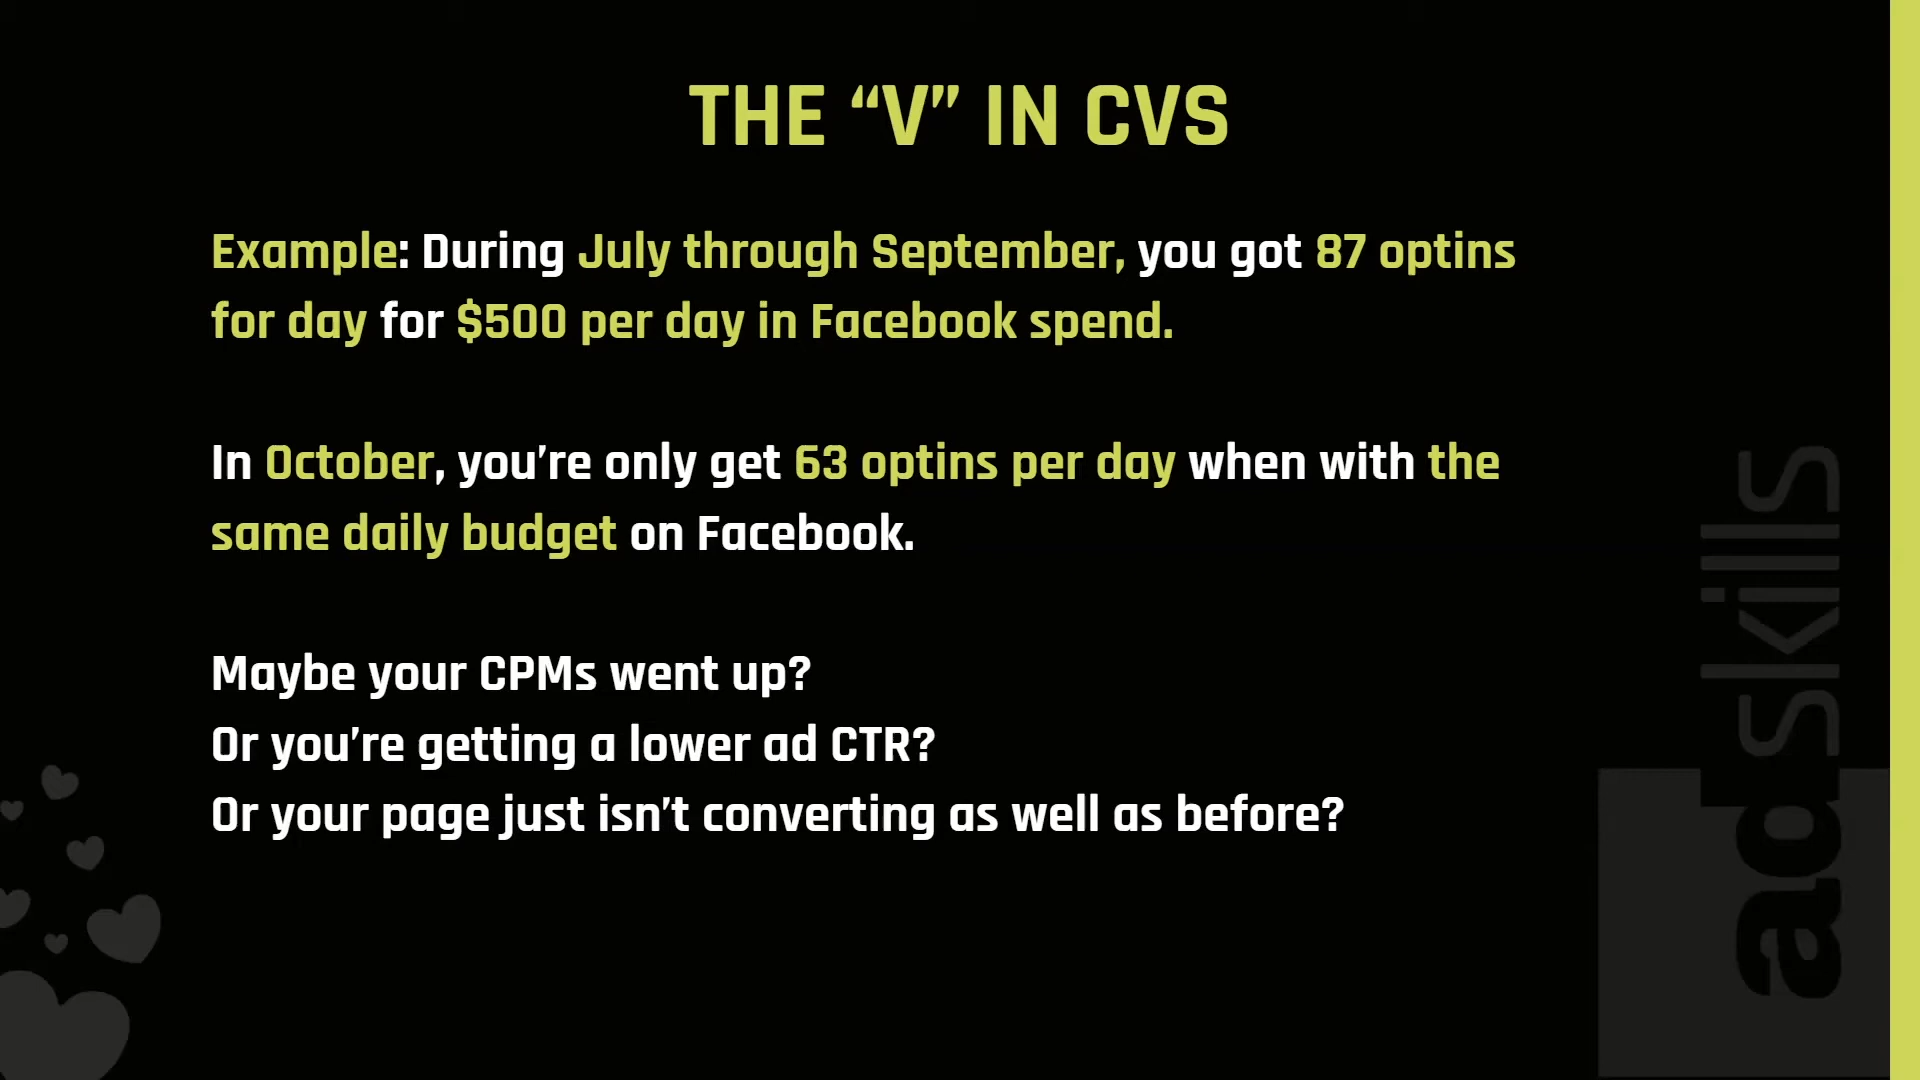 THE “V” IN CVS
Example: During July through September, you got 87 optins
for day for $500 per day in Facebook spend.
In October, you’re only get 63 optins per day when with the
same daily budget on Facebook.
Maybe your CPMs went up?
Or you’re getting a lower ad CTR?
Or your page just isn’t converting as well as before?
adskills